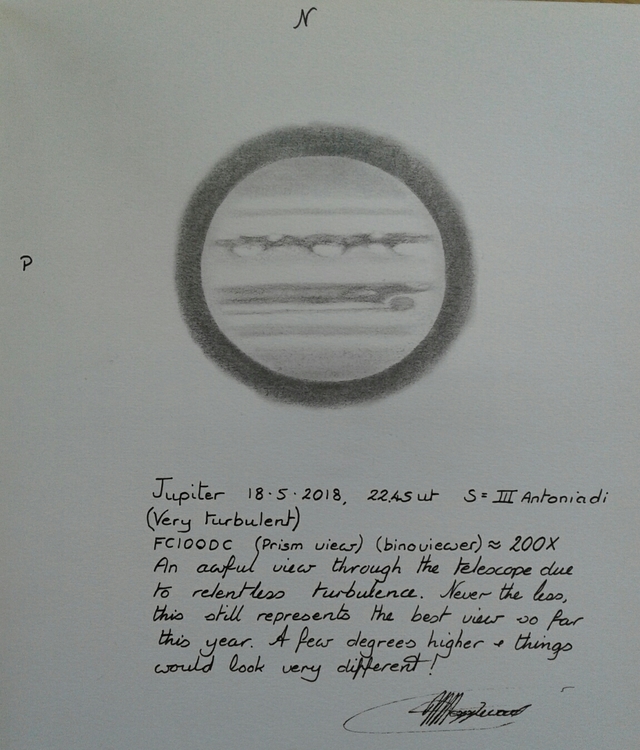 N
P
Jupiter 18·5·2018, 22.45 ut S = III Antoniadi
(Very turbulent)
FC100DC (Prism view) (binoviewer) ≈ 200X
An awful view through the telescope due
to relentless turbulence. Never the less,
this still represents the best view so far
this year. A few degrees higher & things
would look very different!